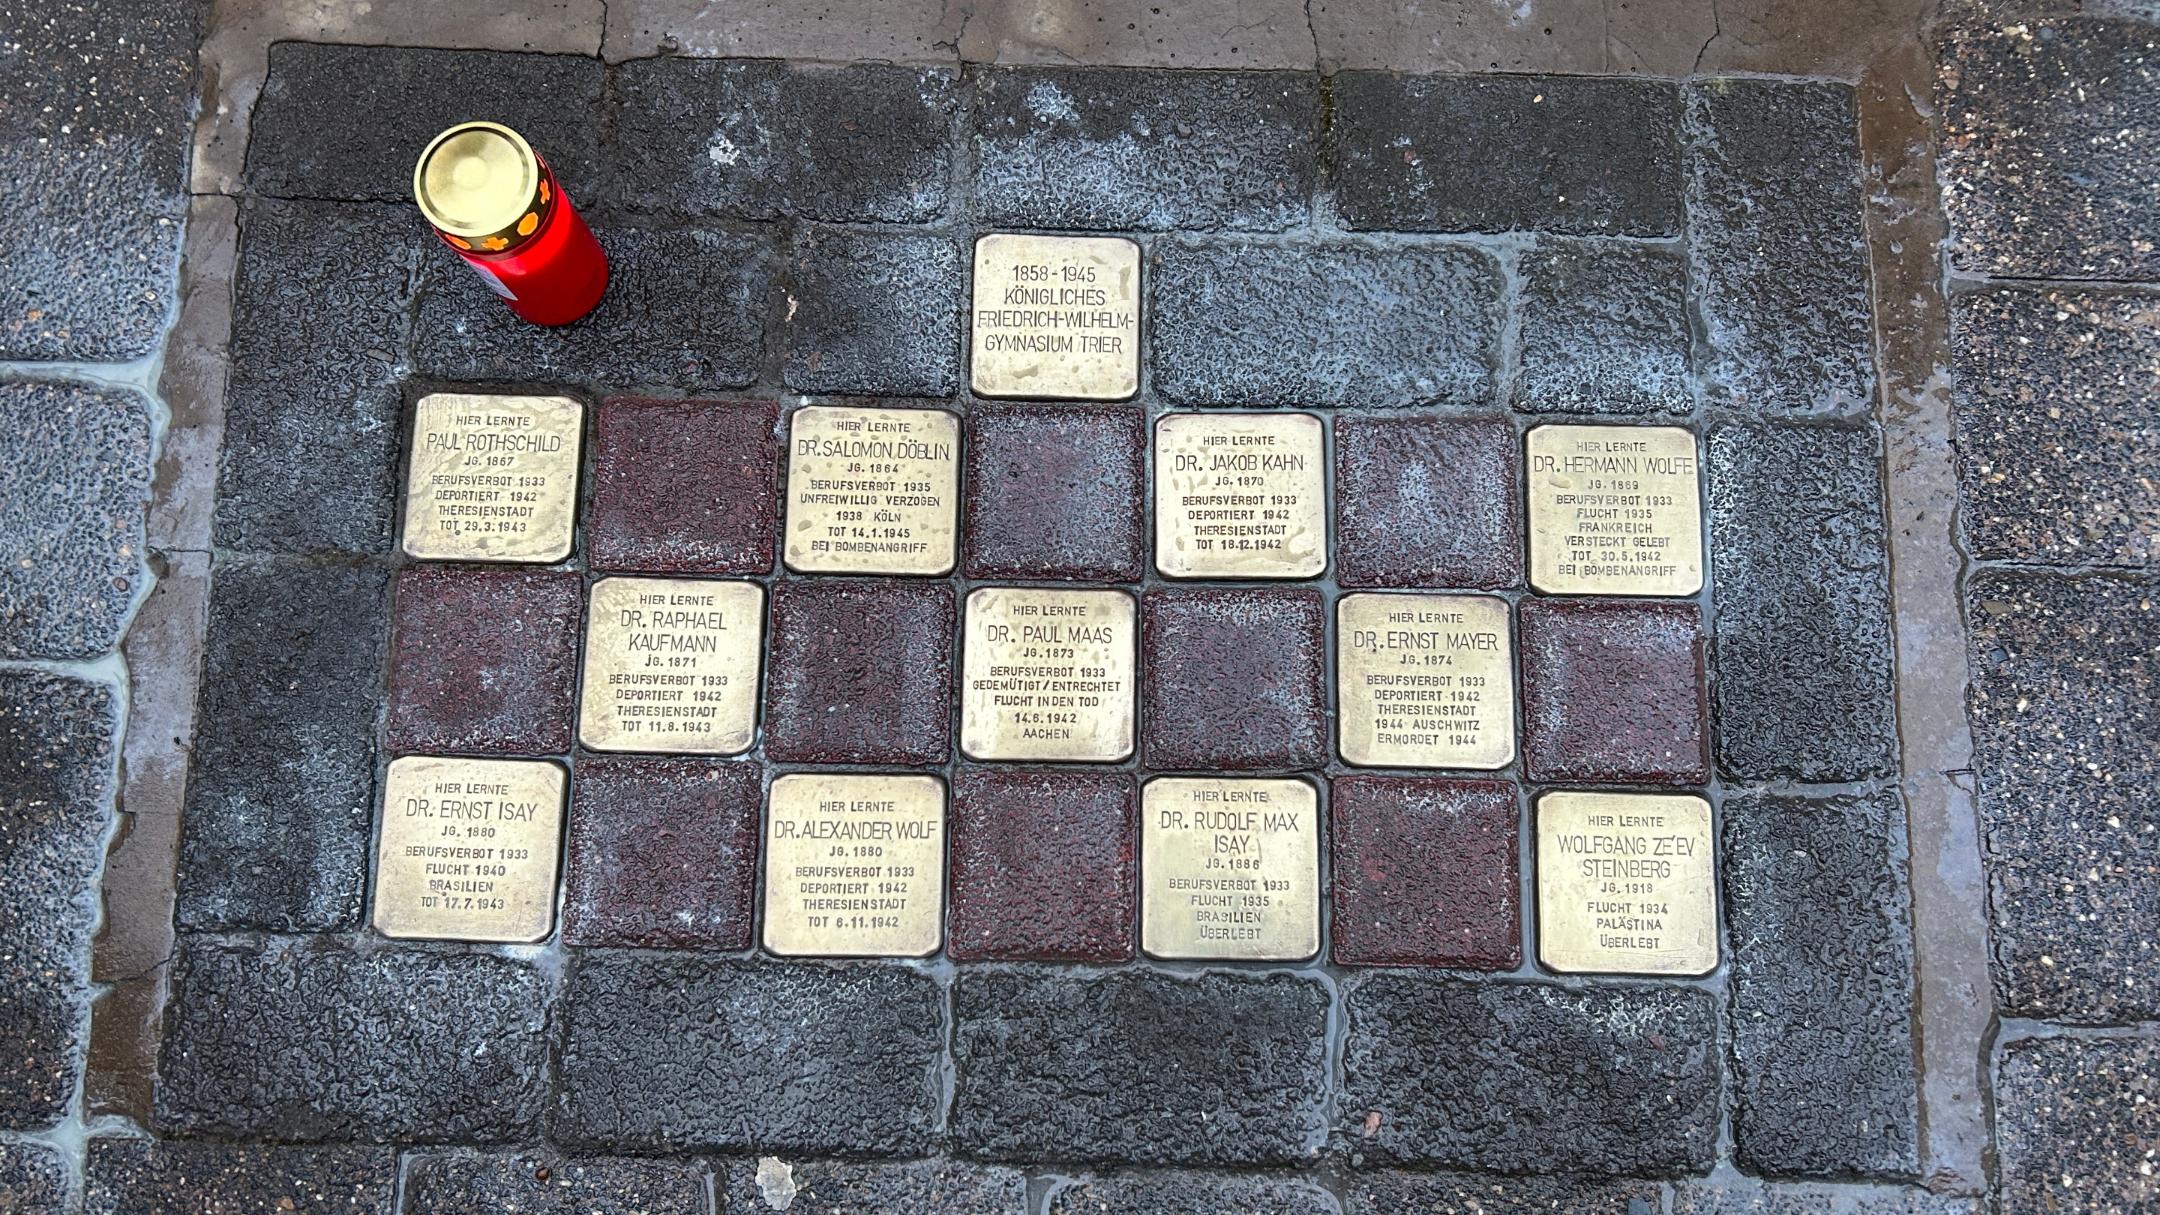 1858-1945
KÖNIGLICHES
FRIEDRICH-WILHELM-
GYMNASIUM TRIER
HIER LERNTE
PAUL ROTHSCHILD
JG. 1867
BERUFSVERBOT 1933
DEPORTIERT 1942
THERESIENSTADT
TOT 29.3.1943
HIER LERNTE
DR. SALOMON DÖBLIN
JG. 1864
BERUFSVERBOT 1935
UNFREIWILLIG VERZOGEN
1938 KÖLN
TOT 14.1.1945
BEI BOMBENANGRIFF
HIER LERNTE
DR. JAKOB KAHN
JG. 1870
BERUFSVERBOT 1933
DEPORTIERT 1942
THERESIENSTADT
TOT 18.12.1942
HIER LERNTE
DR. HERMANN WOLFE
JG. 1869
BERUFSVERBOT 1933
FLUCHT 1935
FRANKREICH
VERSTECKT GELEBT
TOT 30.5.1942
BEI BOMBENANGRIFF
HIER LERNTE
DR. RAPHAEL
KAUFMANN
JG. 1871
BERUFSVERBOT 1933
DEPORTIERT 1942
THERESIENSTADT
TOT 11.8.1943
HIER LERNTE
DR. PAUL MAAS
JG. 1873
BERUFSVERBOT 1933
GEDEMÜTIGT/ENTRECHTET
FLUCHT IN DEN TOD
14.6.1942
AACHEN
HIER LERNTE
DR. ERNST MAYER
JG. 1874
BERUFSVERBOT 1933
DEPORTIERT 1942
THERESIENSTADT
1944 AUSCHWITZ
ERMORDET 1944
HIER LERNTE
DR. ERNST ISAY
JG. 1880
BERUFSVERBOT 1933
FLUCHT 1940
BRASILIEN
TOT 17.7.1943
HIER LERNTE
DR. ALEXANDER WOLF
JG. 1880
BERUFSVERBOT 1933
DEPORTIERT 1942
THERESIENSTADT
TOT 6.11.1942
HIER LERNTE
DR. RUDOLF MAX
ISAY
JG. 1886
BERUFSVERBOT 1933
FLUCHT 1935
BRASILIEN
ÜBERLEBT
HIER LERNTE
WOLFGANG ZE'EV
STEINBERG
JG. 1918
FLUCHT 1934
PALÄSTINA
ÜBERLEBT